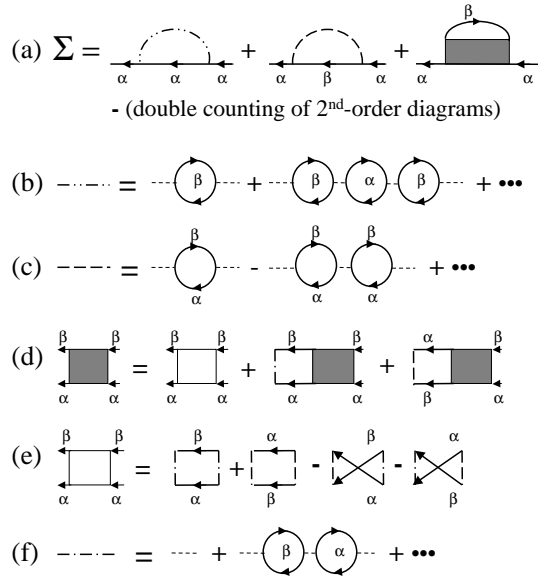 (a) Σ = + +
β
α α α α β α α α
- (double counting of 2nd-order diagrams)
(b) = β + β α β + •••
(c) = β α - β α β α + •••
β β β β α
(d) = + +
α α α α α β α
β β β α β α
(e) = + - -
α α α β α β
(f) = + β α + •••